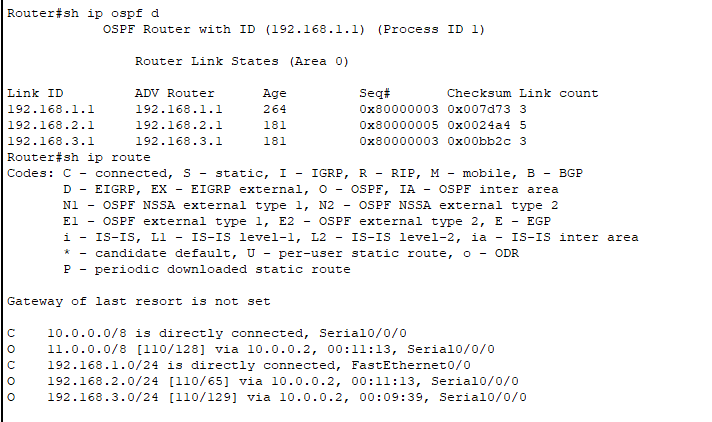 Router#sh ip ospf d
OSPF Router with ID (192.168.1.1) (Process ID 1)
Router Link States (Area 0)
Link ID ADV Router Age Seq# Checksum Link count
192.168.1.1 192.168.1.1 264 0x80000003 0x007d73 3
192.168.2.1 192.168.2.1 181 0x80000005 0x0024a4 5
192.168.3.1 192.168.3.1 181 0x80000003 0x00bb2c 3
Router#sh ip route
Codes: C - connected, S - static, I - IGRP, R - RIP, M - mobile, B - BGP
D - EIGRP, EX - EIGRP external, O - OSPF, IA - OSPF inter area
N1 - OSPF NSSA external type 1, N2 - OSPF NSSA external type 2
E1 - OSPF external type 1, E2 - OSPF external type 2, E - EGP
i - IS-IS, L1 - IS-IS level-1, L2 - IS-IS level-2, ia - IS-IS inter area
* - candidate default, U - per-user static route, o - ODR
P - periodic downloaded static route
Gateway of last resort is not set
C 10.0.0.0/8 is directly connected, Serial0/0/0
O 11.0.0.0/8 [110/128] via 10.0.0.2, 00:11:13, Serial0/0/0
C 192.168.1.0/24 is directly connected, FastEthernet0/0
O 192.168.2.0/24 [110/65] via 10.0.0.2, 00:11:13, Serial0/0/0
O 192.168.3.0/24 [110/129] via 10.0.0.2, 00:09:39, Serial0/0/0